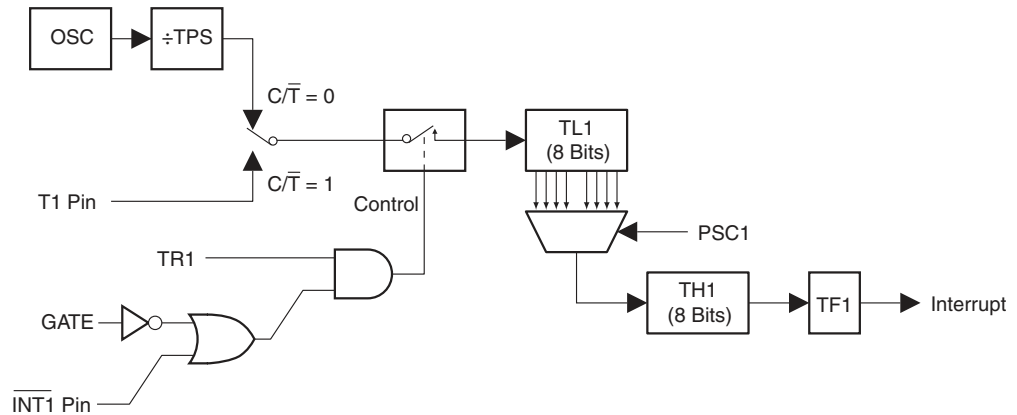 OSC
÷TPS
C/T̅ = 0
TL1
(8 Bits)
C/T̅ = 1
T1 Pin
Control
PSC1
TR1
TH1
(8 Bits)
TF1
Interrupt
GATE
I̅N̅T̅1̅ Pin